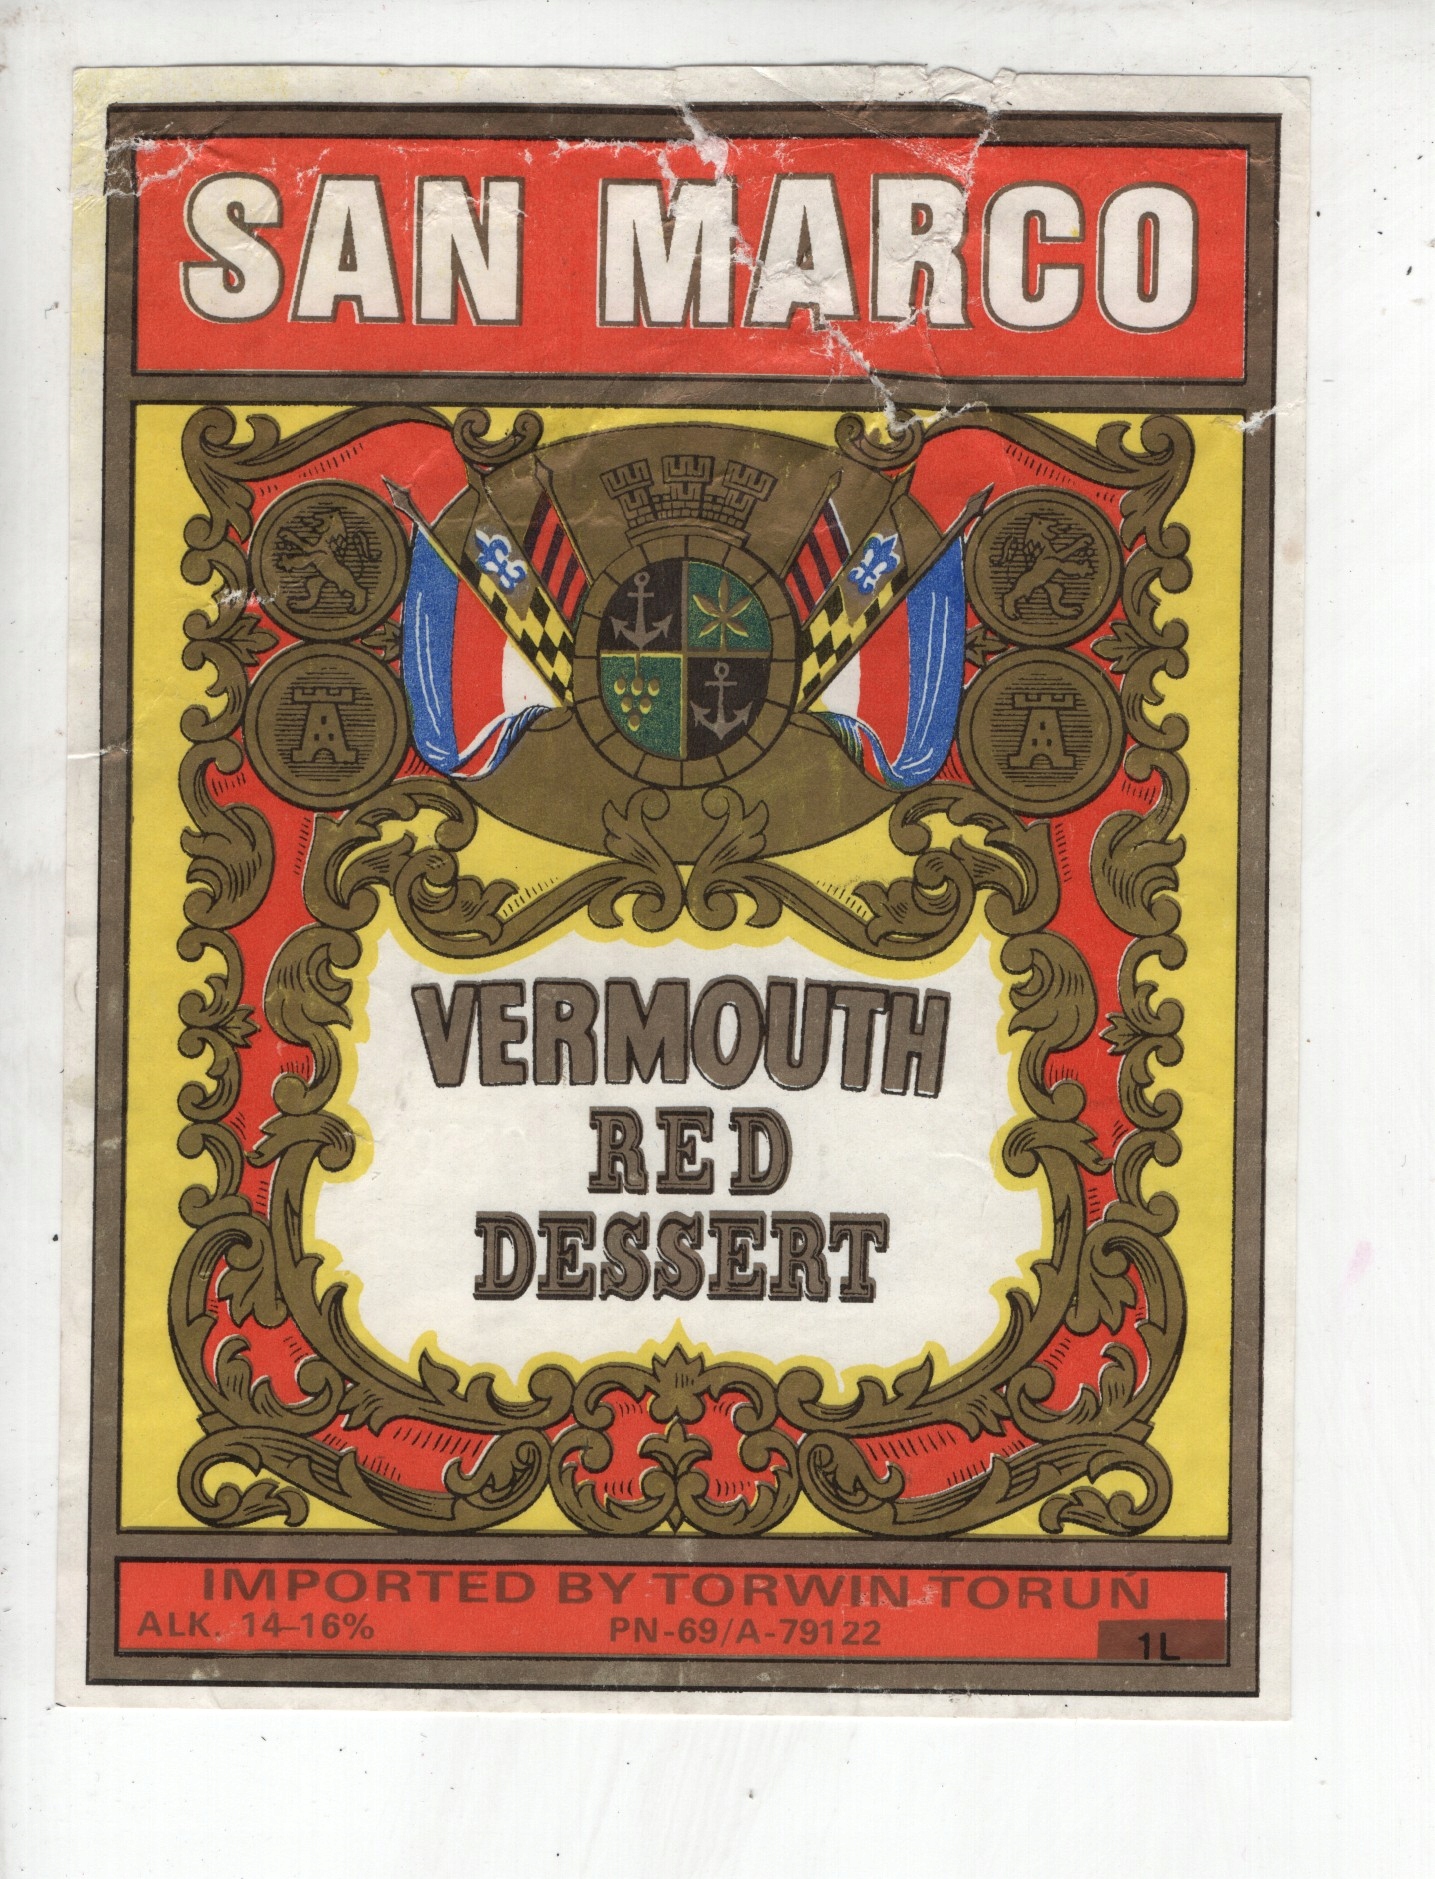 SAN MARCO
VERMOUTH
RED
DESSERT
IMPORTED BY TORWIN TORUŃ
ALK. 14–16% PN-69/A-79122 1L